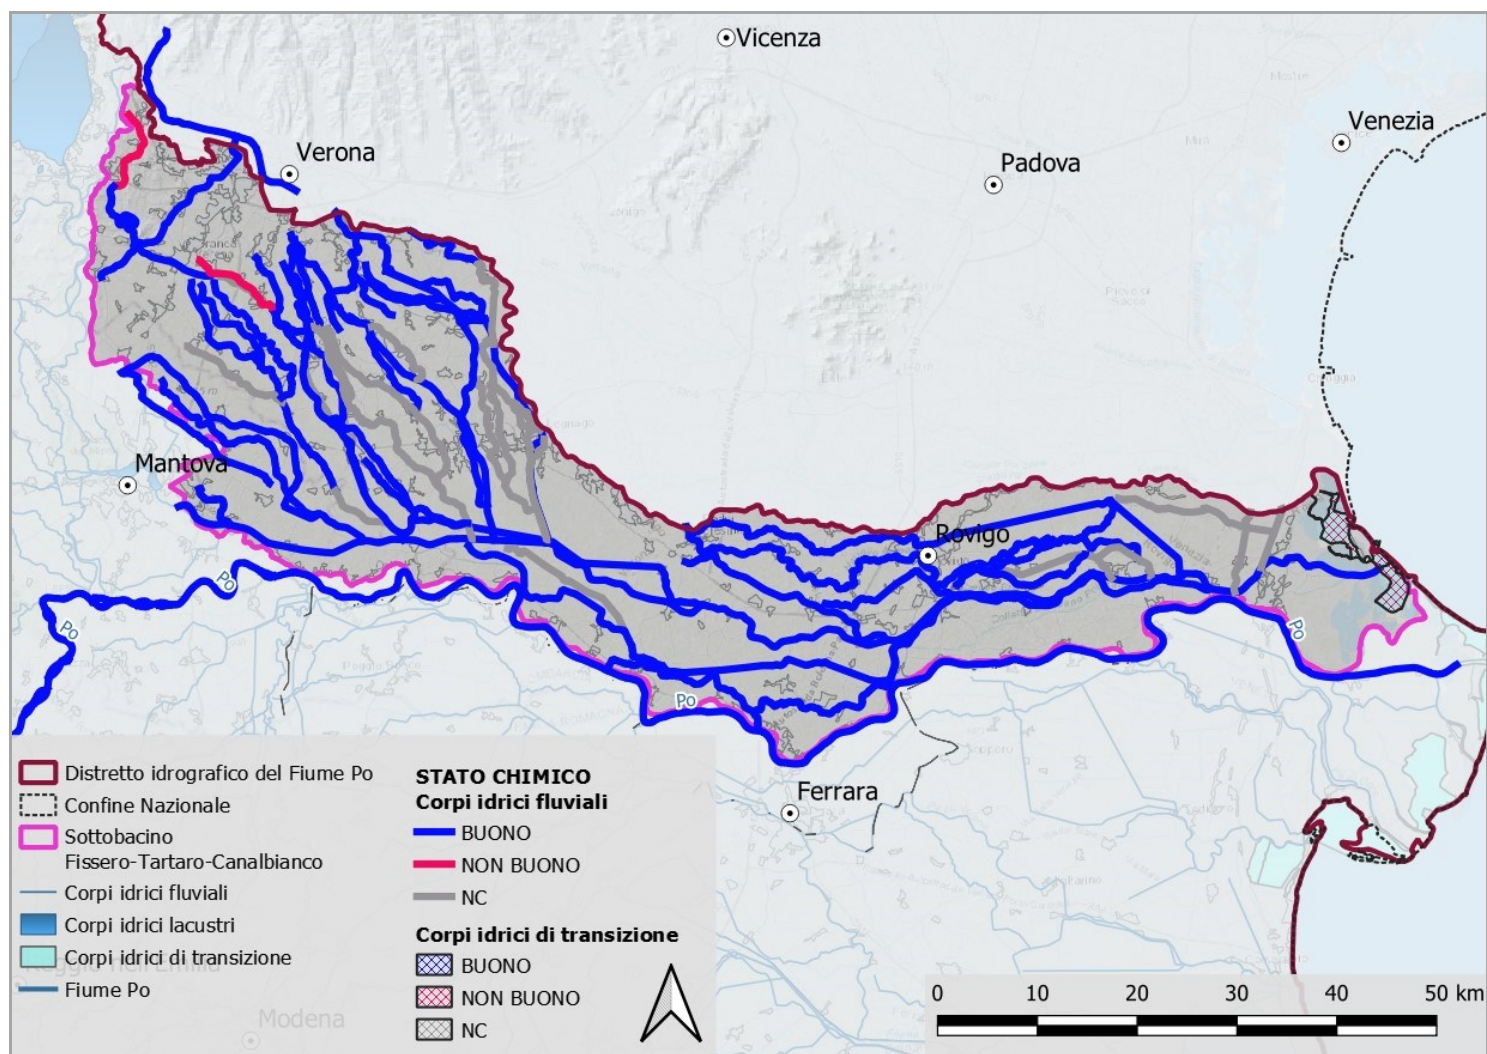 Vicenza
Venezia
Verona
Padova
Mantova
Rovigo
Po
Po
Po
Po
Ferrara
Distretto idrografico del Fiume Po
Confine Nazionale
Sottobacino
Fissero-Tartaro-Canalbianco
Corpi idrici fluviali
Corpi idrici lacustri
Corpi idrici di transizione
Fiume Po
Reggio nell'Emilia
Modena
STATO CHIMICO
Corpi idrici fluviali
BUONO
NON BUONO
NC
Corpi idrici di transizione
BUONO
NON BUONO
NC
0 10 20 30 40 50 km